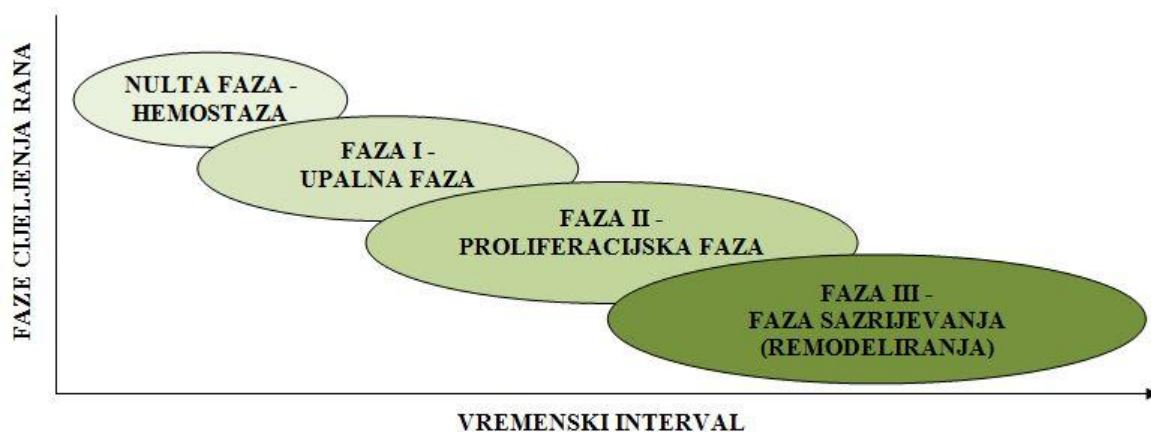 FAZE CIJELJENJA RANA
NULTA FAZA -
HEMOSTAZA
FAZA I -
UPALNA FAZA
FAZA II -
PROLIFERACIJSKA FAZA
FAZA III -
FAZA SAZRIJEVANJA
(REMODELIRANJA)
VREMENSKI INTERVAL